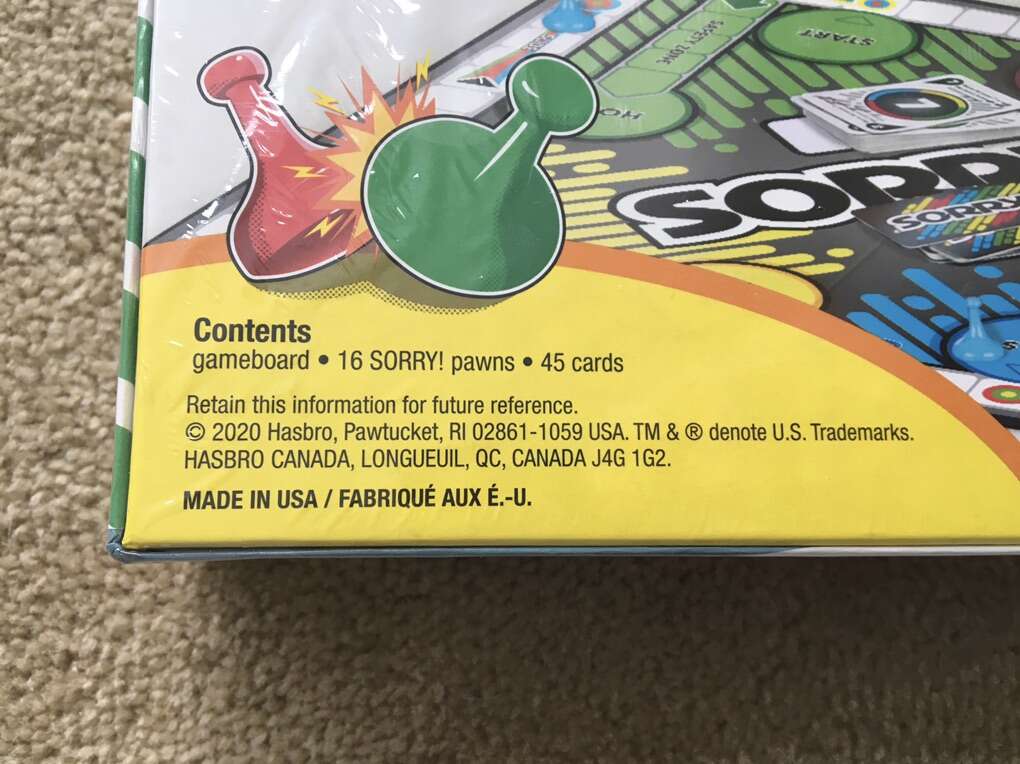 START
SAFETY ZONE
Contents
gameboard • 16 SORRY! pawns • 45 cards
Retain this information for future reference.
© 2020 Hasbro, Pawtucket, RI 02861-1059 USA. TM & ® denote U.S. Trademarks.
HASBRO CANADA, LONGUEUIL, QC, CANADA J4G 1G2.
MADE IN USA / FABRIQUÉ AUX É.-U.